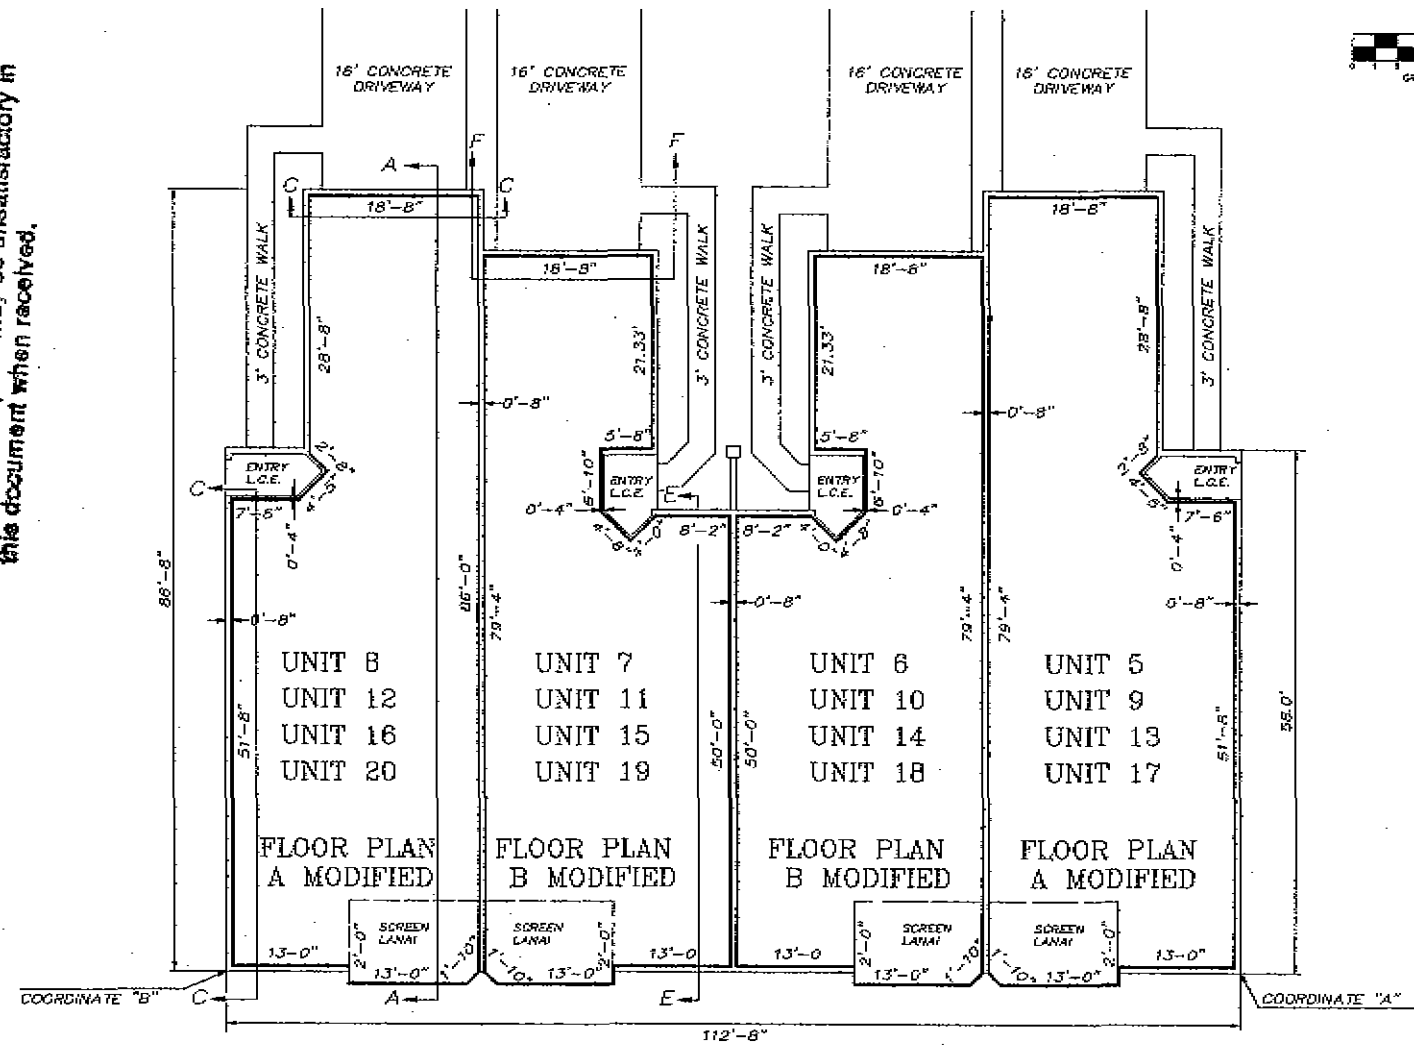 this document when received.
16' CONCRETE
DRIVEWAY
16' CONCRETE
DRIVEWAY
16' CONCRETE
DRIVEWAY
16' CONCRETE
DRIVEWAY
A
F
F
C
C
18'-8"
18'-8"
18'-8"
18'-8"
3' CONCRETE WALK
3' CONCRETE WALK
3' CONCRETE WALK
3' CONCRETE WALK
28'-8"
21.33'
21.33'
28'-8"
0'-8"
0'-8"
5'-8"
5'-8"
ENTRY
L.C.E.
ENTRY
L.C.E.
ENTRY
L.C.E.
ENTRY
L.C.E.
C
E
7'-6"
0'-4"
0'-4"
8'-2"
8'-2"
0'-4"
7'-6"
0'-4"
88'-8"
86'-0"
79'-4"
79'-4"
79'-4"
0'-8"
0'-8"
0'-8"
UNIT 8
UNIT 12
UNIT 16
UNIT 20
UNIT 7
UNIT 11
UNIT 15
UNIT 19
UNIT 6
UNIT 10
UNIT 14
UNIT 18
UNIT 5
UNIT 9
UNIT 13
UNIT 17
51'-8"
50'-0"
50'-0"
51'-8"
58.0'
FLOOR PLAN
A MODIFIED
FLOOR PLAN
B MODIFIED
FLOOR PLAN
B MODIFIED
FLOOR PLAN
A MODIFIED
SCREEN
LANAI
SCREEN
LANAI
SCREEN
LANAI
SCREEN
LANAI
13'-0"
2'-0"
13'-0"
1'-10"
1'-10"
13'-0"
2'-0"
13'-0
13'-0
2'-0"
13'-0"
1'-10"
1'-10"
13'-0"
2'-0"
13-0"
COORDINATE "B"
C
A
E
COORDINATE "A"
112'-8"